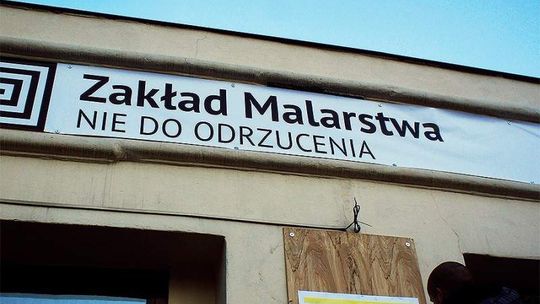 Zakład Malarstwa
NIE DO ODRZUCENIA